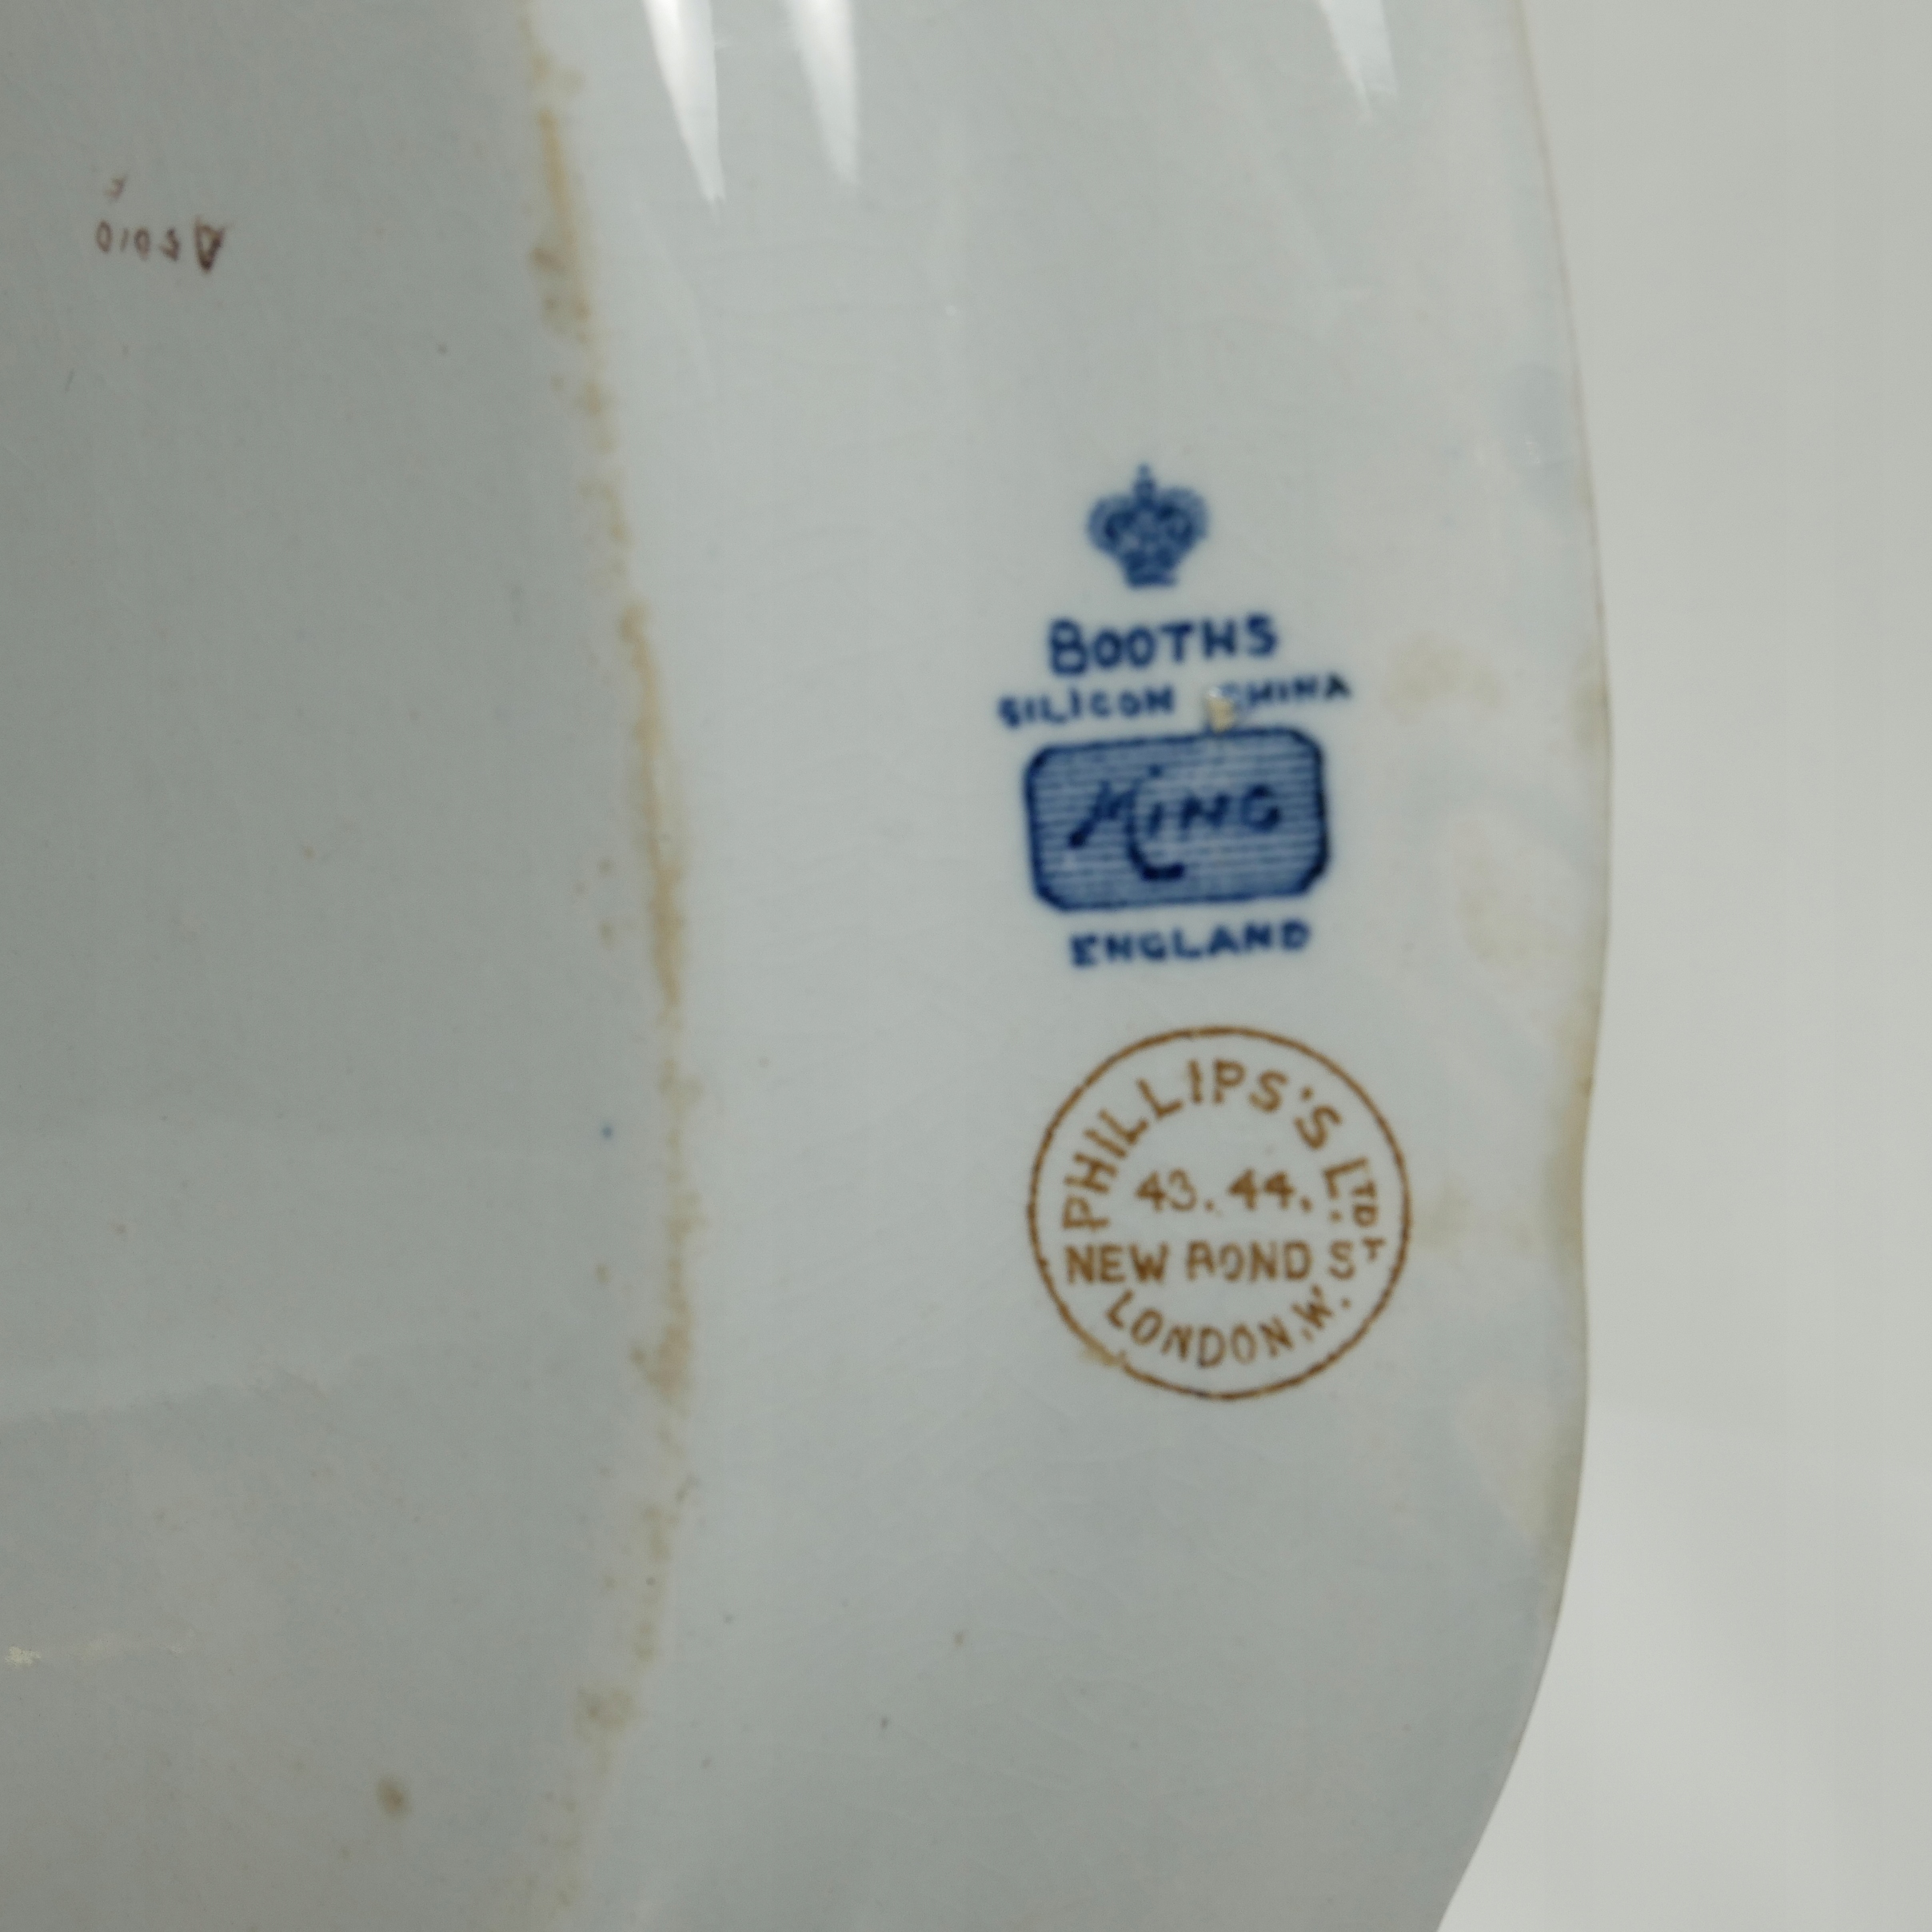 BOOTHS
SILICON CHINA
MING
ENGLAND
PHILLIPS'S LTD
43. 44.
NEW BOND ST
LONDON, W.